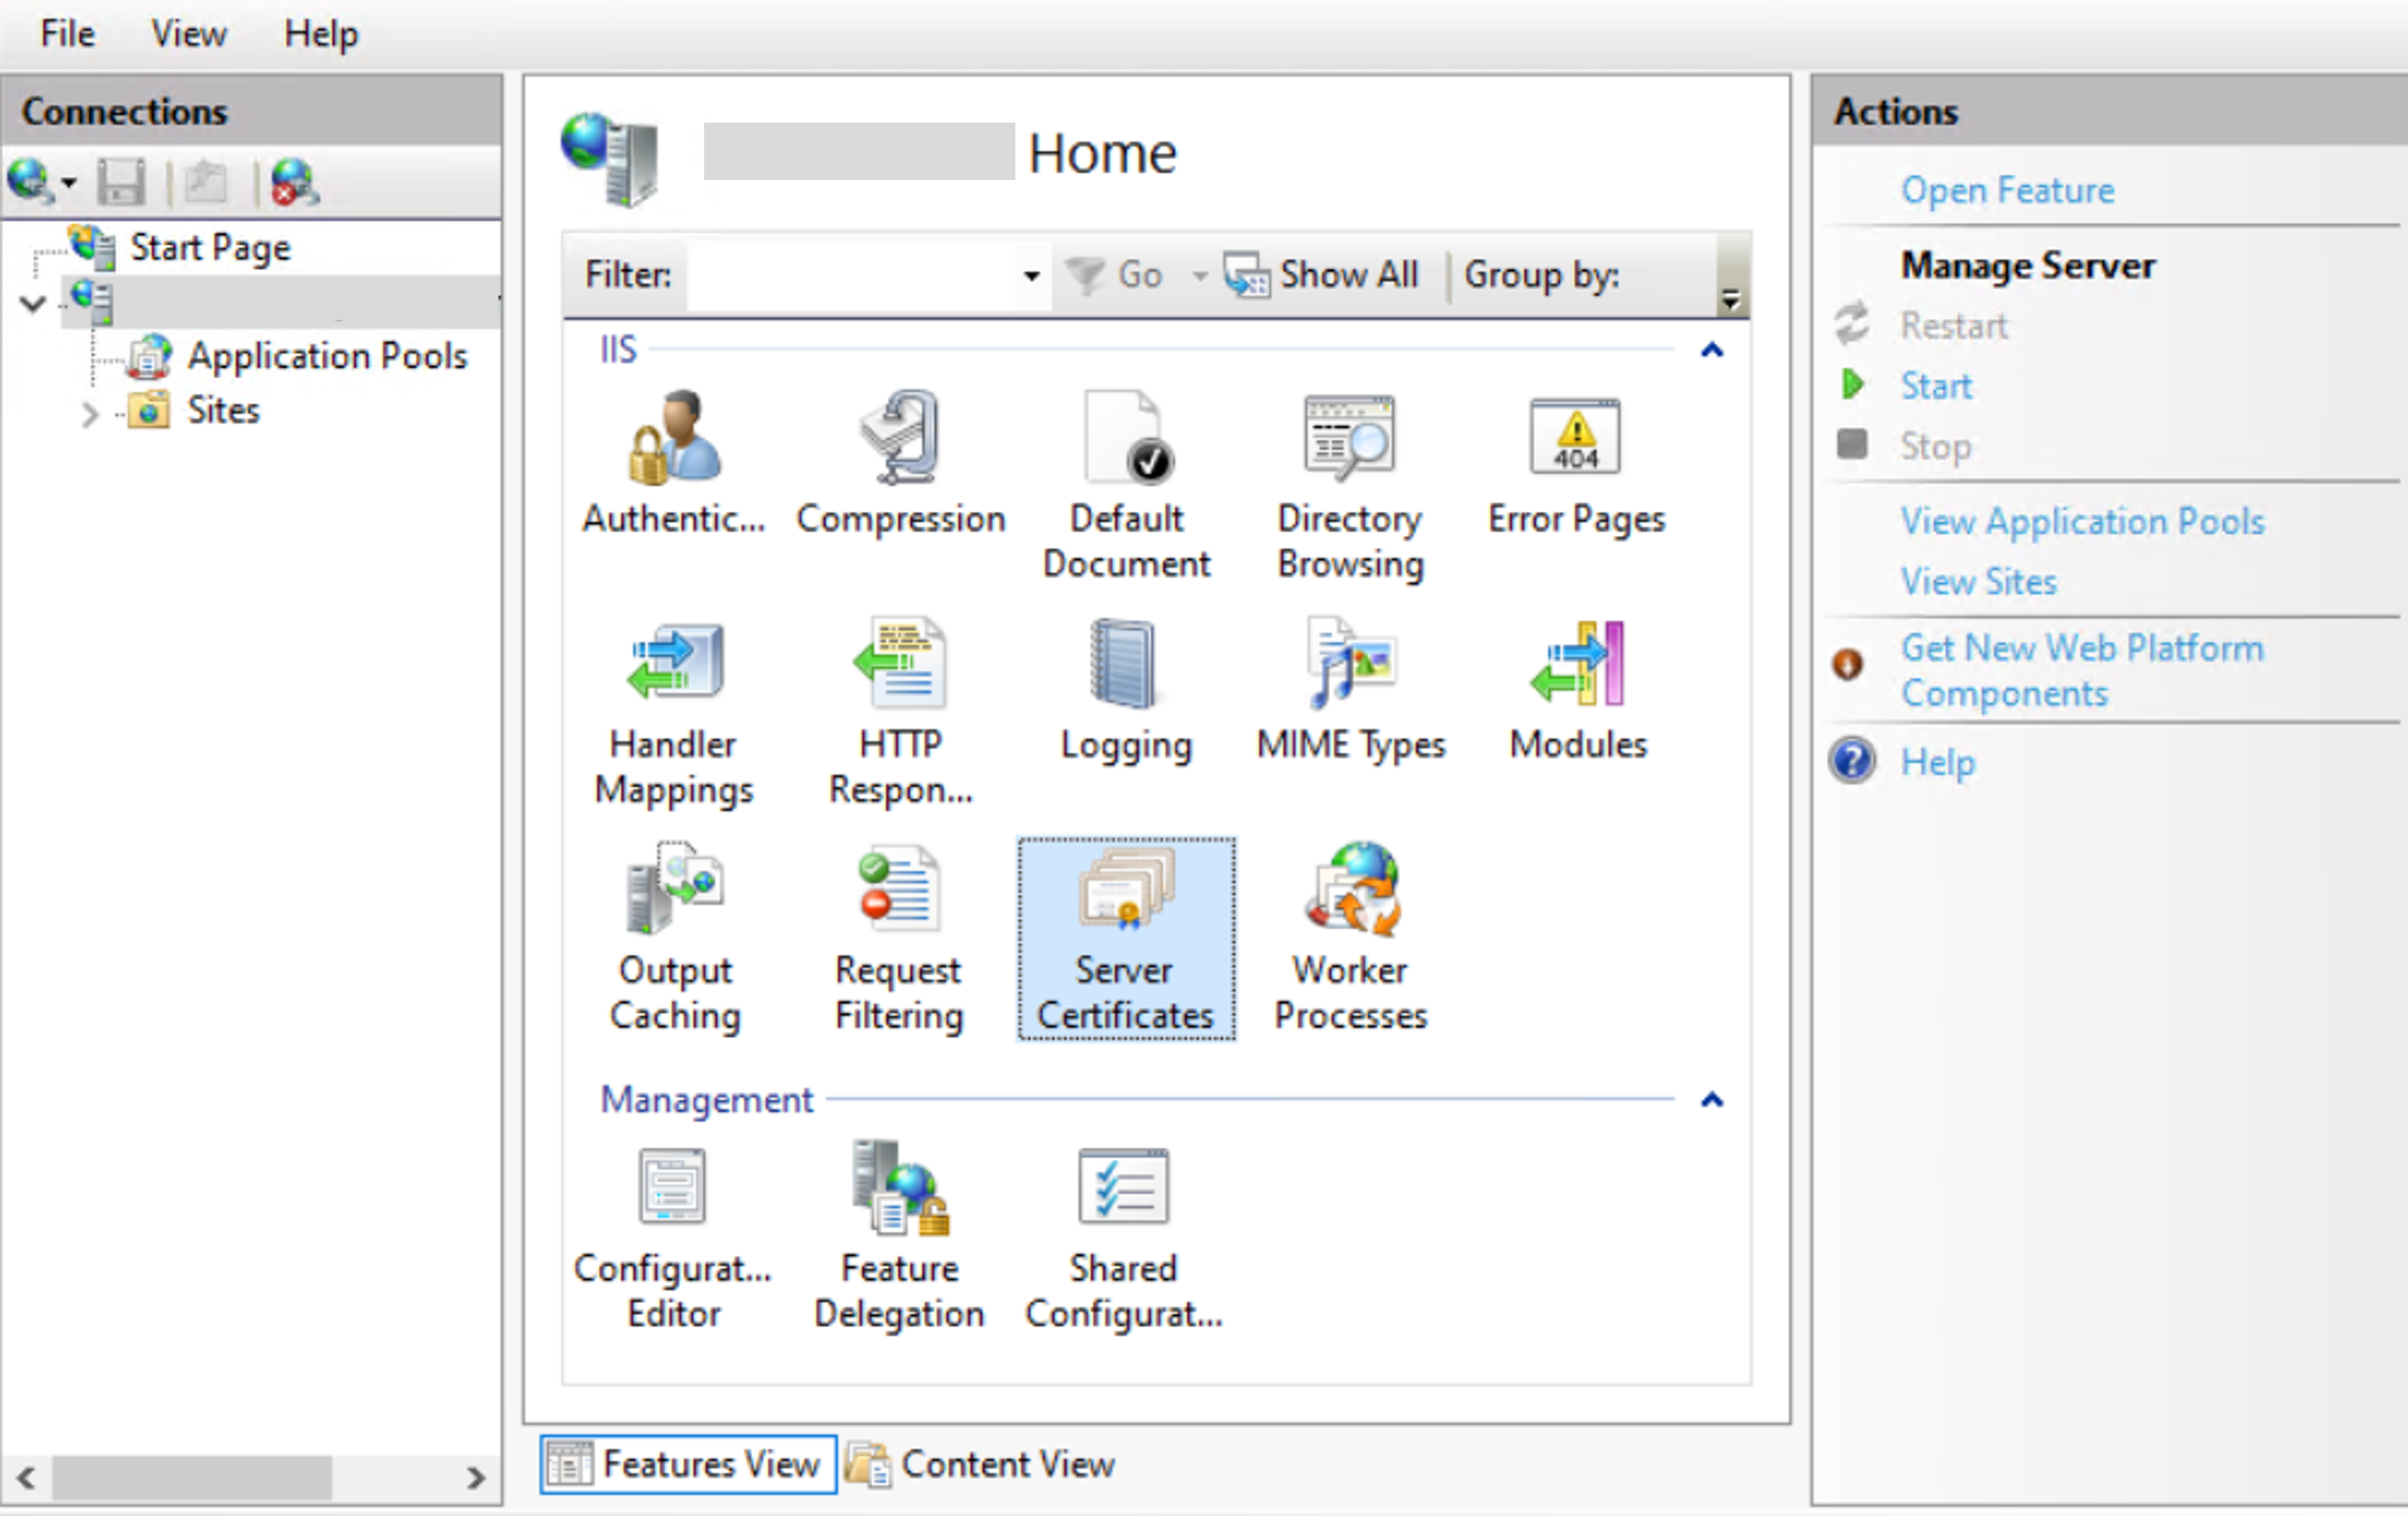 File View Help
Connections
Start Page
Application Pools
Sites
Home
Filter: Go Show All Group by:
IIS
Authentic... Compression Default Document Directory Browsing Error Pages
404
Handler Mappings HTTP Respon... Logging MIME Types Modules
Output Caching Request Filtering Server Certificates Worker Processes
Management
Configurat... Editor Feature Delegation Shared Configurat...
Features View Content View
Actions
Open Feature
Manage Server
Restart
Start
Stop
View Application Pools
View Sites
Get New Web Platform
Components
Help